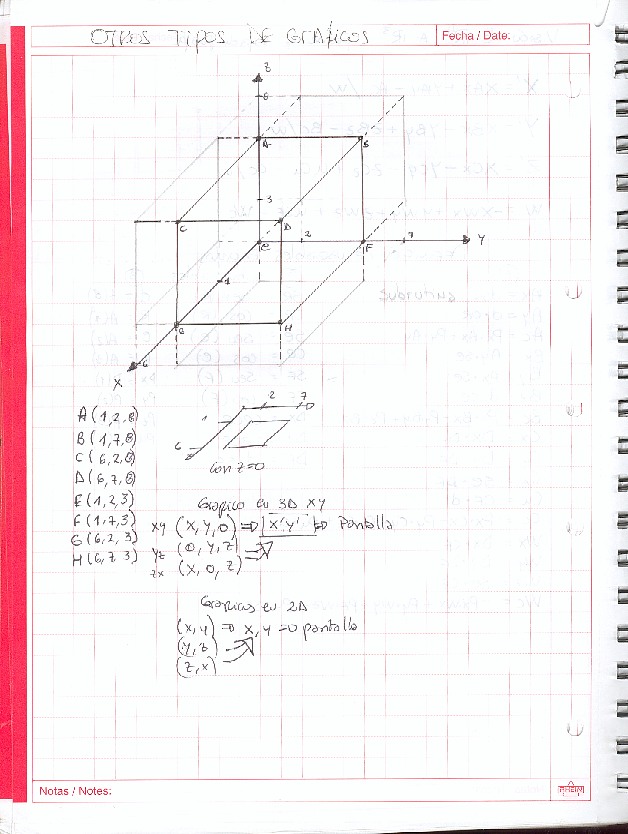 OTROS TIPOS DE GRAFICOS
Fecha / Date:
Z
8
A
B
3
C
D
2
7
Y
E
F
1
G
H
6
X
2
7
1
6
con z=0
A (1,2,8)
B (1,7,8)
C (6,2,8)
D (6,7,8)
E (1,2,3)
F (1,7,3)
G (6,2,3)
H (6,7,3)
Grafico en 3D XY
xy (x,y,0) ⇒ x'y' ⇒ Pantalla
yz (0,y,z)
zx (x,0,z)
Graficos en 2D
(x,y) ⇒ x,y ⇒ pantalla
(y,z)
(z,x)
Notas / Notes: